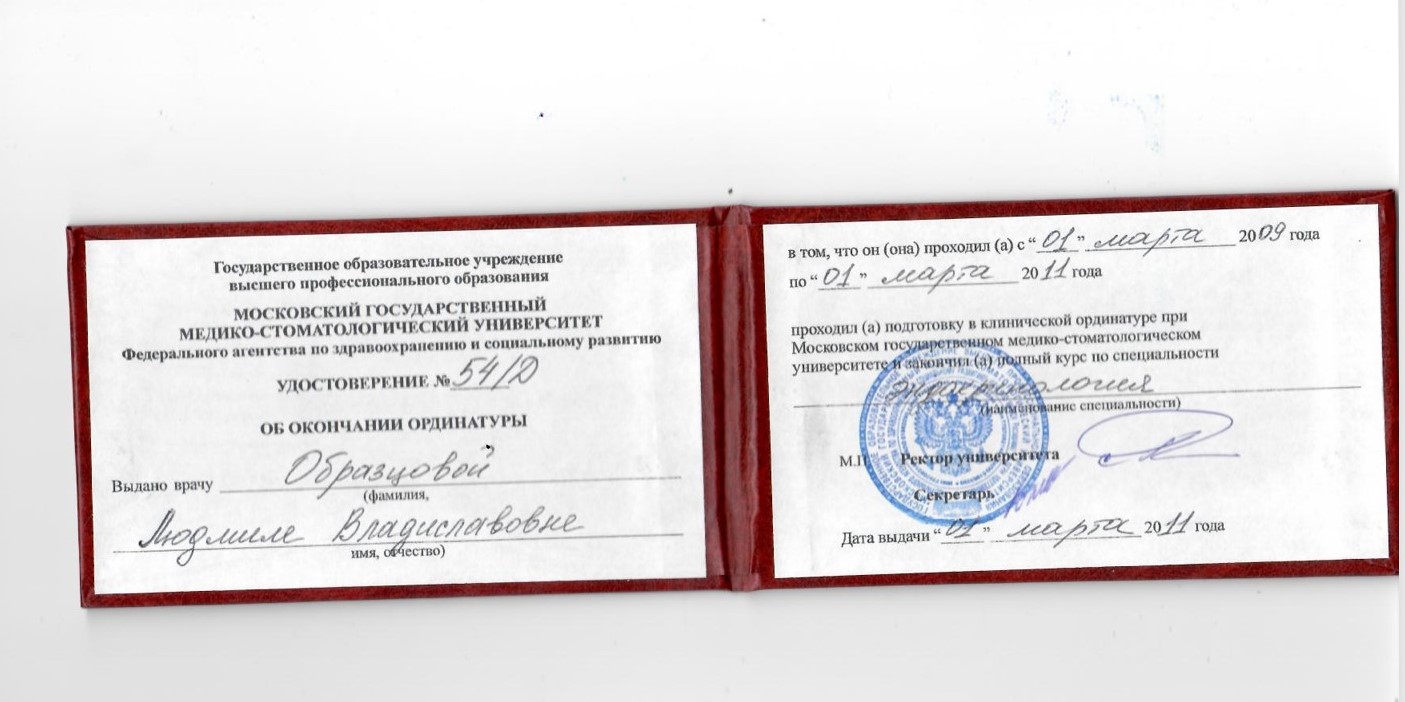 Государственное образовательное учреждение
высшего профессионального образования
МОСКОВСКИЙ ГОСУДАРСТВЕННЫЙ
МЕДИКО-СТОМАТОЛОГИЧЕСКИЙ УНИВЕРСИТЕТ
Федерального агентства по здравоохранению и социальному развитию
УДОСТОВЕРЕНИЕ № 54/О
ОБ ОКОНЧАНИИ ОРДИНАТУРЫ
Выдано врачу Образцовой
(фамилия,
Людмиле Владиславовне
имя, отчество)
в том, что он (она) проходил (а) с “ 01 ” марта 2009 года
по “ 01 ” марта 2011 года
проходил (а) подготовку в клинической ординатуре при
Московском государственном медико-стоматологическом
университете и закончил (а) полный курс по специальности
эндокринология
(наименование специальности)
М.П. Ректор университета
Секретарь
Дата выдачи “ 01 ” марта 2011 года